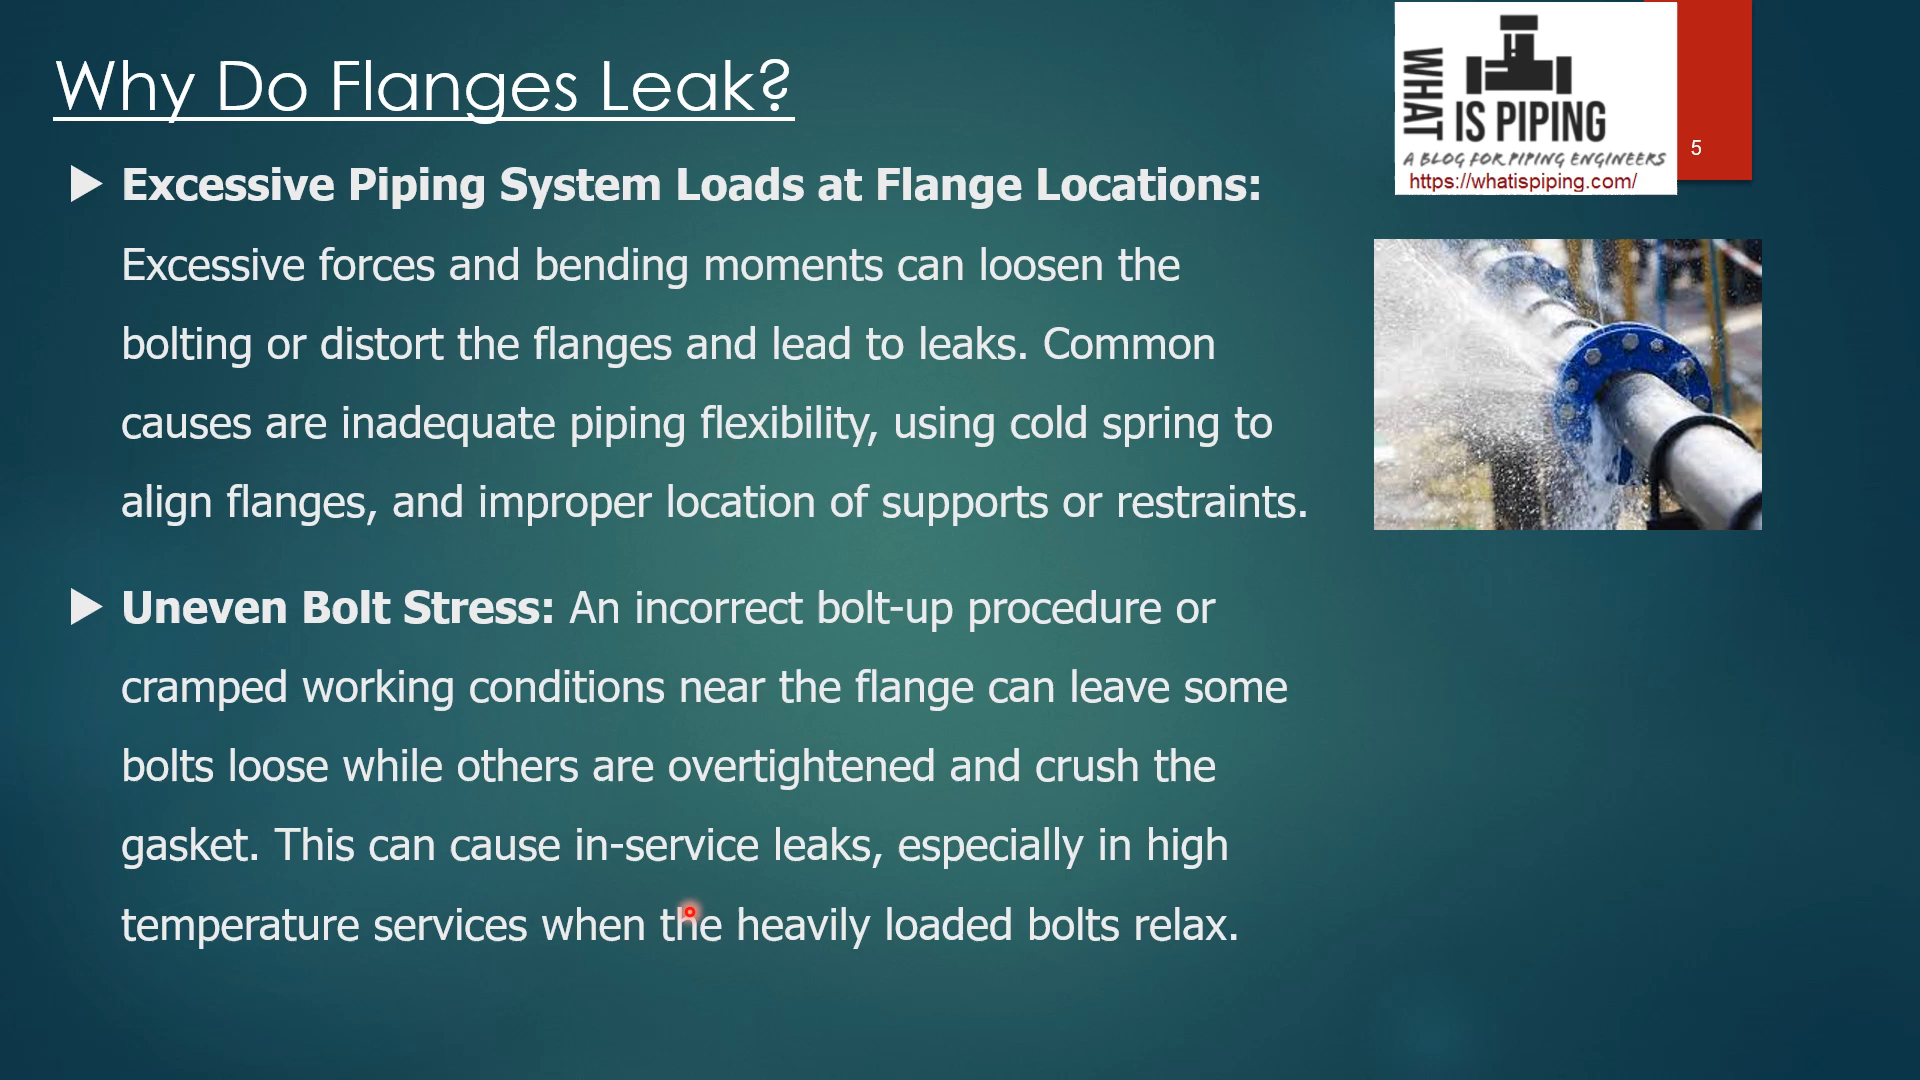 Why Do Flanges Leak?
WHAT
IS PIPING
A BLOG FOR PIPING ENGINEERS
https://whatispiping.com/
5
Excessive Piping System Loads at Flange Locations:
Excessive forces and bending moments can loosen the
bolting or distort the flanges and lead to leaks. Common
causes are inadequate piping flexibility, using cold spring to
align flanges, and improper location of supports or restraints.
Uneven Bolt Stress: An incorrect bolt-up procedure or
cramped working conditions near the flange can leave some
bolts loose while others are overtightened and crush the
gasket. This can cause in-service leaks, especially in high
temperature services when the heavily loaded bolts relax.